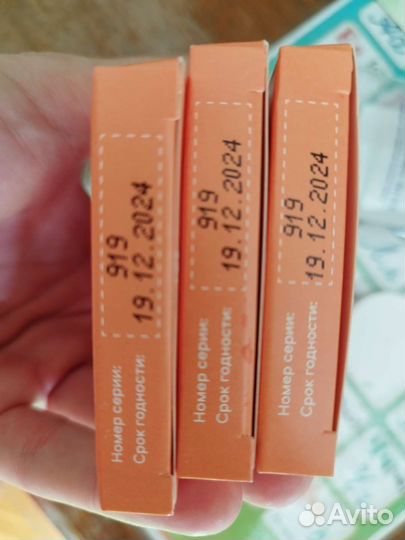 919
19.12.2024
Номер серии:
Срок годности:
919
19.12.2024
Номер серии:
Срок годности:
919
19.12.2024
Номер серии:
Срок годности:
Avito